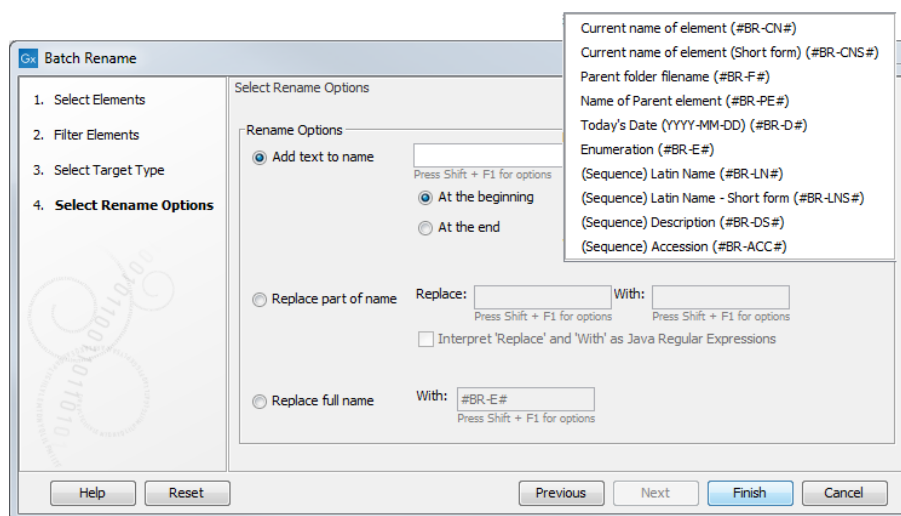 Gx Batch Rename
1. Select Elements
2. Filter Elements
3. Select Target Type
4. Select Rename Options
Select Rename Options
Rename Options
Add text to name
Press Shift + F1 for options
At the beginning
At the end
Current name of element (#BR-CN#)
Current name of element (Short form) (#BR-CNS#)
Parent folder filename (#BR-F#)
Name of Parent element (#BR-PE#)
Today's Date (YYYY-MM-DD) (#BR-D#)
Enumeration (#BR-E#)
(Sequence) Latin Name (#BR-LN#)
(Sequence) Latin Name - Short form (#BR-LNS#)
(Sequence) Description (#BR-DS#)
(Sequence) Accession (#BR-ACC#)
Replace part of name Replace: With:
Press Shift + F1 for options Press Shift + F1 for options
Interpret 'Replace' and 'With' as Java Regular Expressions
Replace full name With: #BR-E#
Press Shift + F1 for options
Help Reset Previous Next Finish Cancel